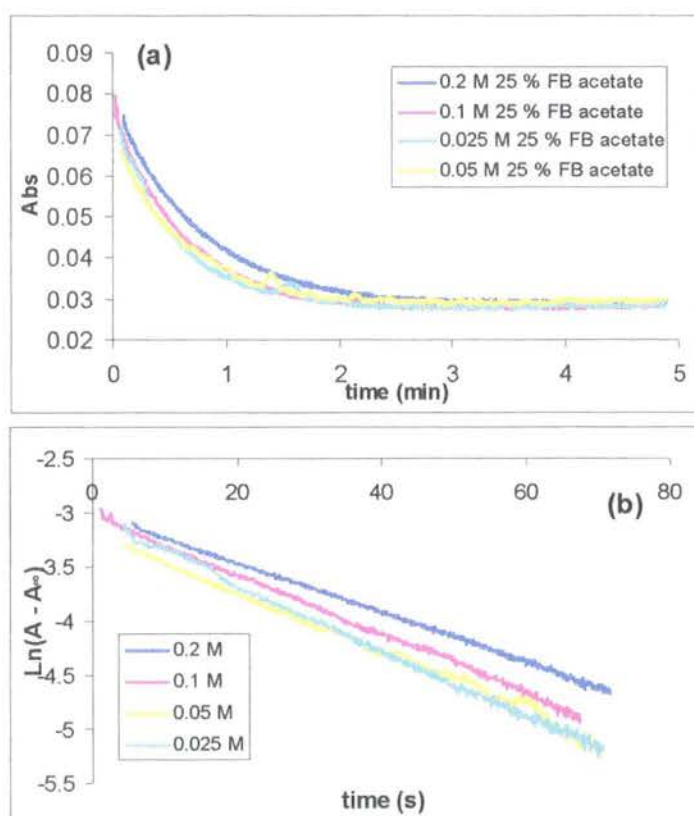 (a)
0.09
0.08
0.07
0.06
0.05
0.04
0.03
0.02
Abs
0.2 M 25 % FB acetate
0.1 M 25 % FB acetate
0.025 M 25 % FB acetate
0.05 M 25 % FB acetate
0 1 2 3 4 5
time (min)
-2.5
0 20 40 60 80
(b)
-3
-3.5
-4
-4.5
-5
-5.5
Ln(A - A∞)
0.2 M
0.1 M
0.05 M
0.025 M
time (s)